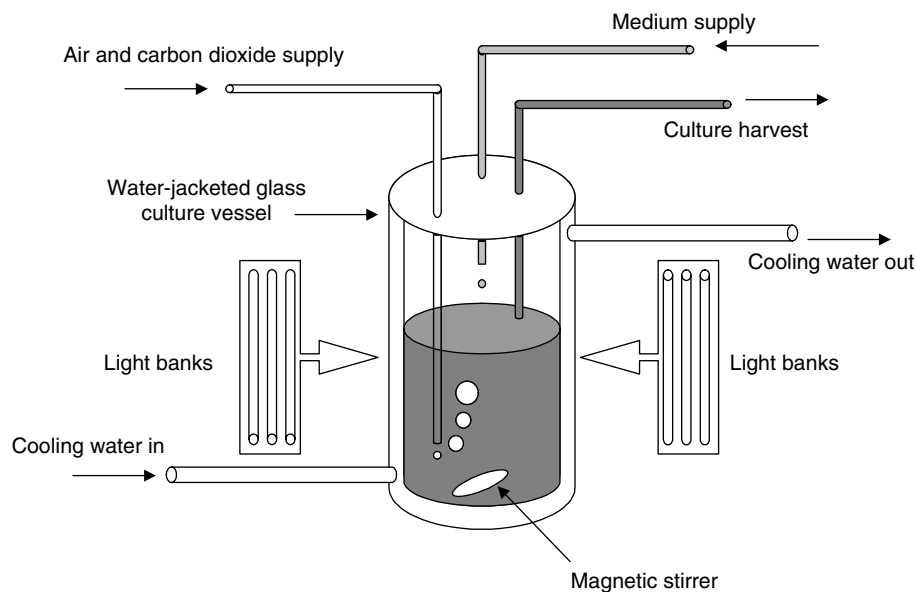 Medium supply
Air and carbon dioxide supply
Culture harvest
Water-jacketed glass
culture vessel
Cooling water out
Light banks
Light banks
Cooling water in
Magnetic stirrer